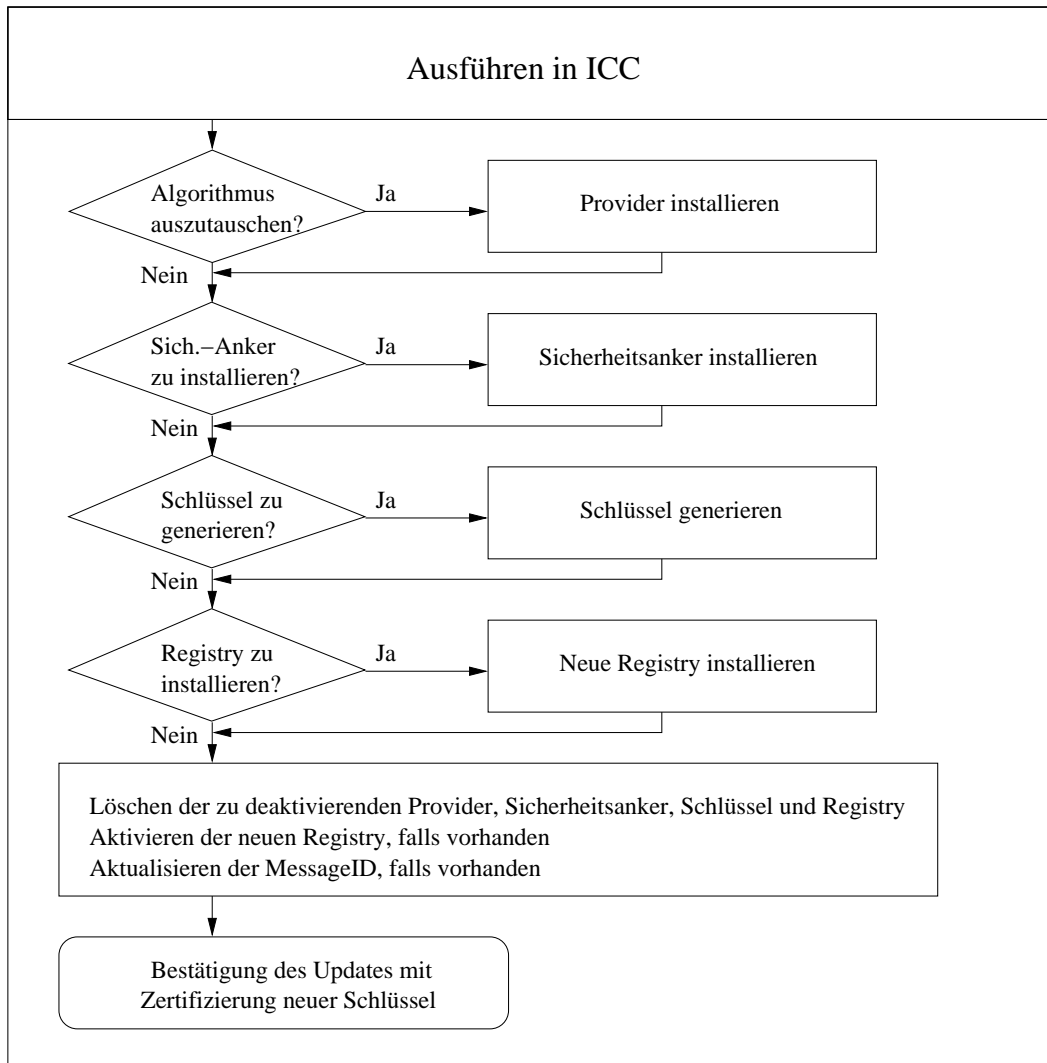 Ausführen in ICC
Algorithmus
auszutauschen?
Ja
Provider installieren
Nein
Sich.−Anker
zu installieren?
Ja
Sicherheitsanker installieren
Nein
Schlüssel zu
generieren?
Ja
Schlüssel generieren
Nein
Registry zu
installieren?
Ja
Neue Registry installieren
Nein
Löschen der zu deaktivierenden Provider, Sicherheitsanker, Schlüssel und Registry
Aktivieren der neuen Registry, falls vorhanden
Aktualisieren der MessageID, falls vorhanden
Bestätigung des Updates mit
Zertifizierung neuer Schlüssel